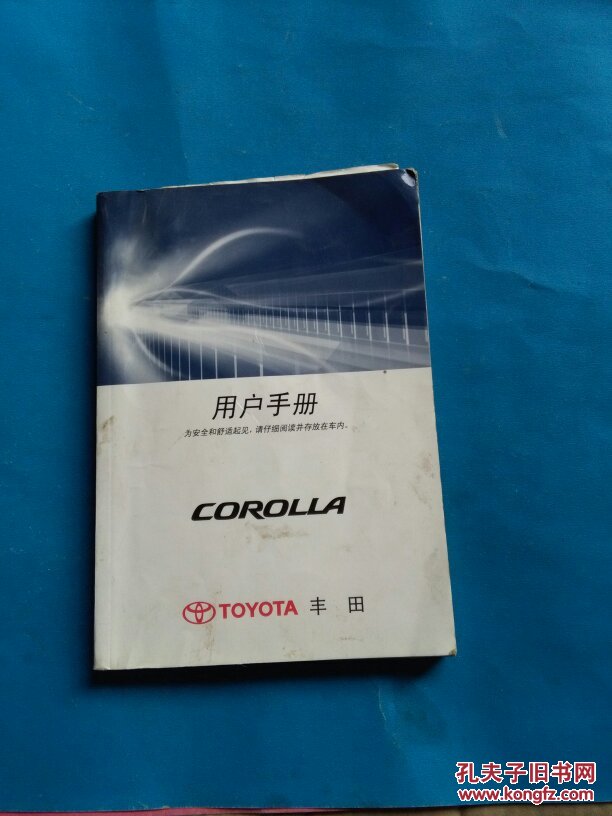 用户手册
为安全和舒适起见，请仔细阅读并存放在车内。
COROLLA
TOYOTA 丰 田
孔夫子旧书网
www.kongfz.com